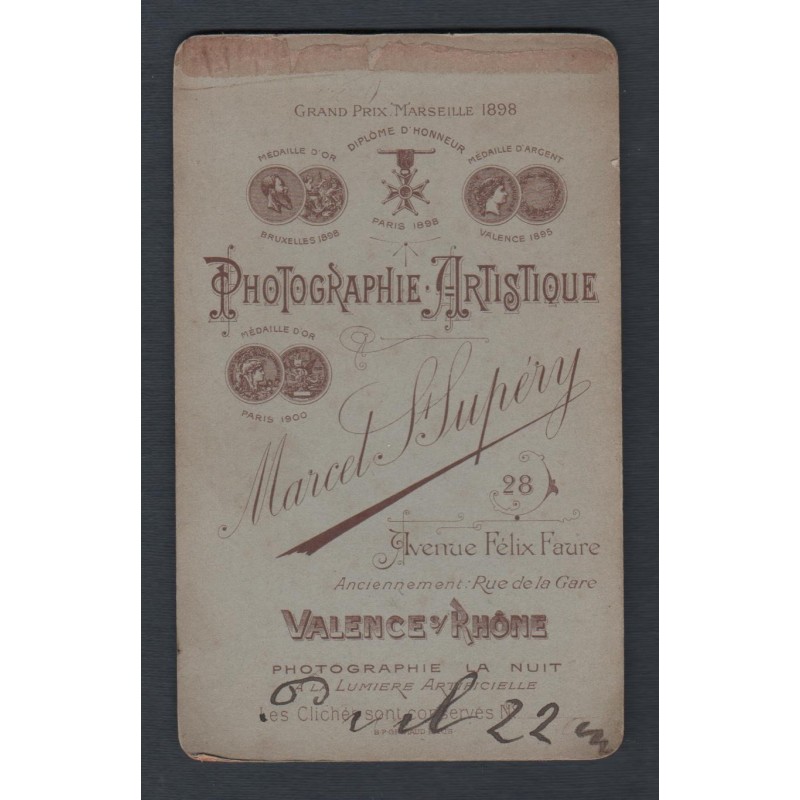 GRAND PRIX MARSEILLE 1898
DIPLÔME D'HONNEUR
MÉDAILLE D'OR
MÉDAILLE D'ARGENT
BRUXELLES 1898
PARIS 1898
VALENCE 1895
PHOTOGRAPHIE ARTISTIQUE
MÉDAILLE D'OR
PARIS 1900
Marcel St Supéry
28
Avenue Félix Faure
Anciennement: Rue de la Gare
VALENCE s/ RHÔNE
PHOTOGRAPHIE LA NUIT
A LA LUMIÈRE ARTIFICIELLE
Les Clichés sont conservés No
22